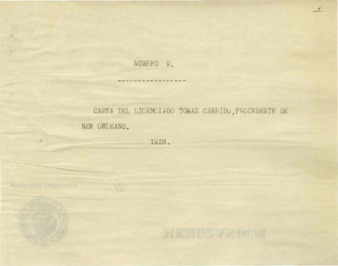 NUMERO 9.
CARTA DEL LICENCIADO TOMAS GARRIDO,PROCEDENTE DE
NEW ORLEANS.
1928.